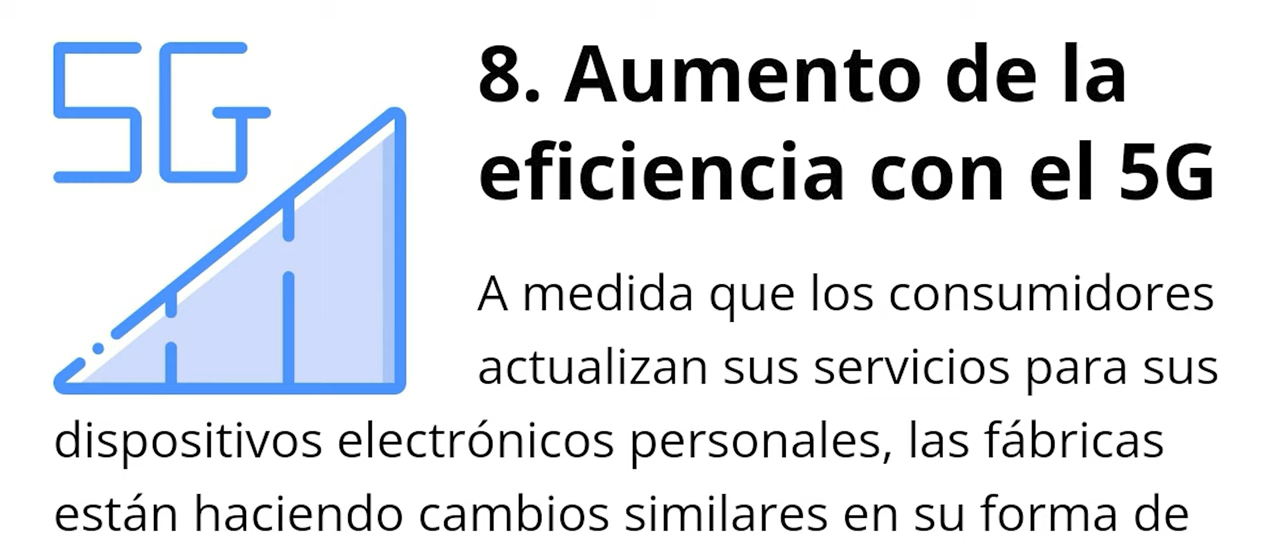 5G
8. Aumento de la
eficiencia con el 5G
A medida que los consumidores
actualizan sus servicios para sus
dispositivos electrónicos personales, las fábricas
están haciendo cambios similares en su forma de